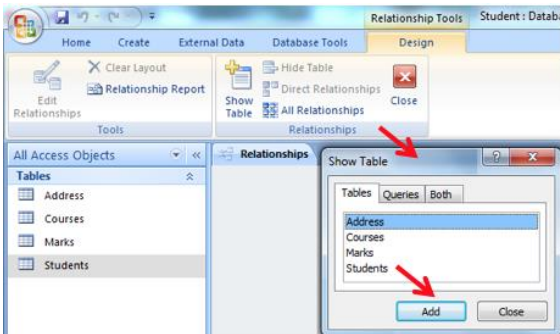 Relationship Tools Student : Datab
Home Create External Data Database Tools Design
Clear Layout
Relationship Report
Edit
Relationships
Tools
Show
Table
Hide Table
Direct Relationships
All Relationships
Close
Relationships
All Access Objects
Tables
Address
Courses
Marks
Students
Relationships
Show Table
Tables Queries Both
Address
Courses
Marks
Students
Add Close